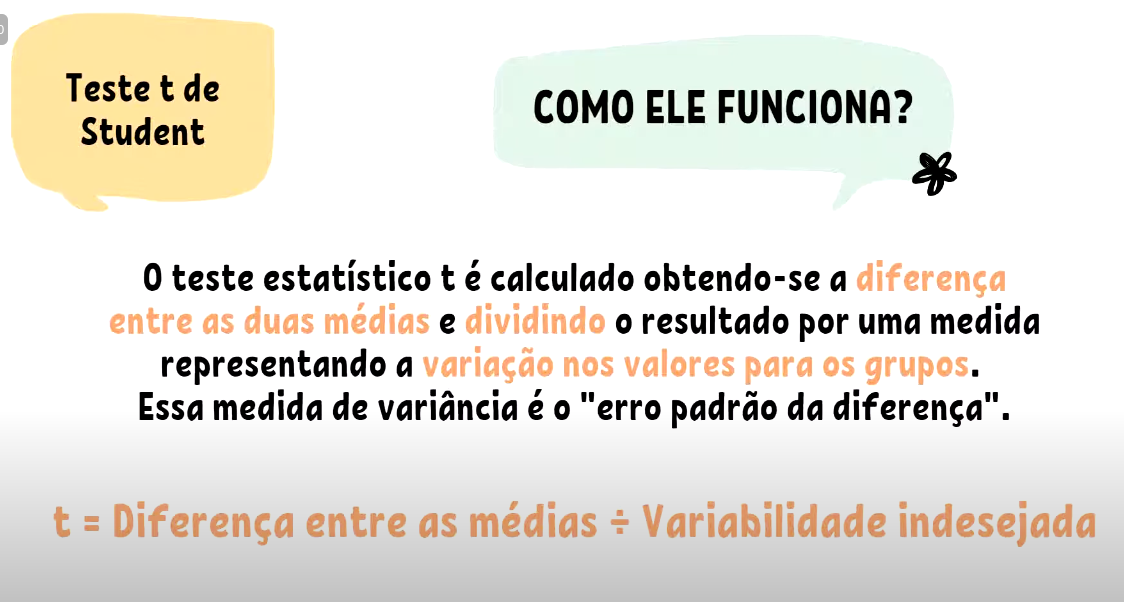 Teste t de
Student
COMO ELE FUNCIONA?
O teste estatístico t é calculado obtendo-se a diferença
entre as duas médias e dividindo o resultado por uma medida
representando a variação nos valores para os grupos.
Essa medida de variância é o "erro padrão da diferença".
t = Diferença entre as médias ÷ Variabilidade indesejada